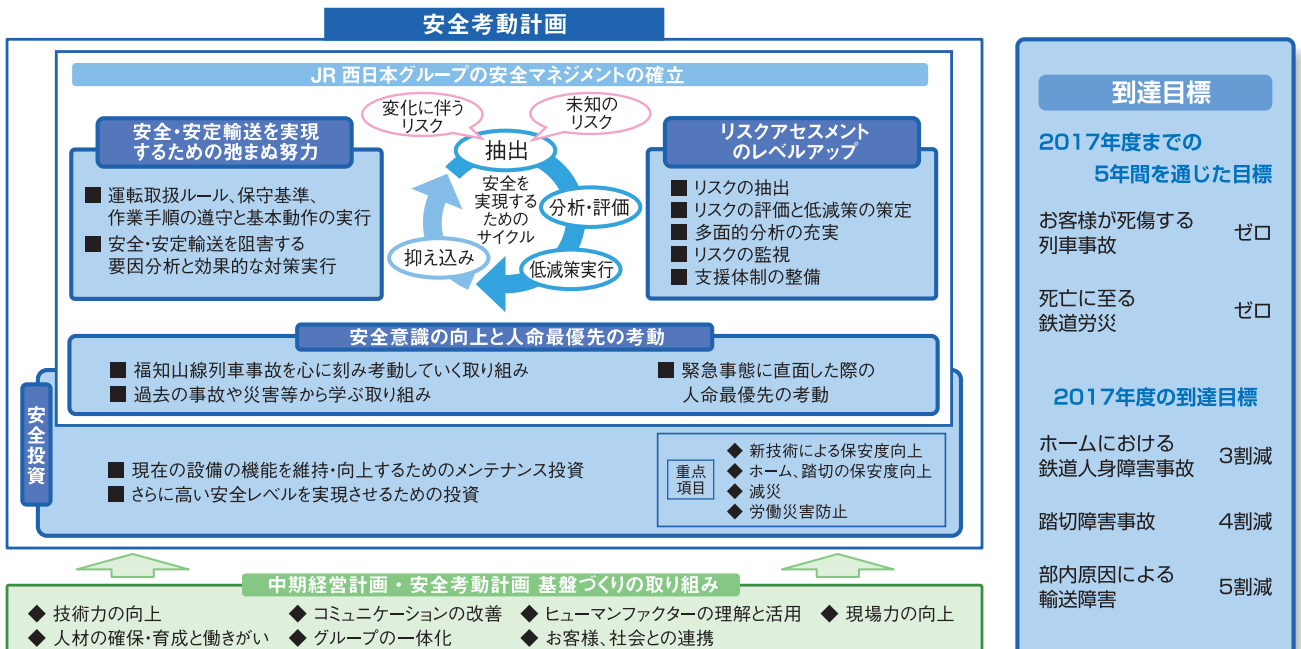 安全考動計画
JR 西日本グループの安全マネジメントの確立
安全・安定輸送を実現
するための弛まぬ努力
■ 運転取扱ルール、保守基準、
作業手順の遵守と基本動作の実行
■ 安全・安定輸送を阻害する
要因分析と効果的な対策実行
変化に伴う
リスク
未知の
リスク
抽出
安全を
実現する
ための
サイクル
分析・評価
低減策実行
抑え込み
リスクアセスメント
のレベルアップ
■ リスクの抽出
■ リスクの評価と低減策の策定
■ 多面的分析の充実
■ リスクの監視
■ 支援体制の整備
安全意識の向上と人命最優先の考動
■ 福知山線列車事故を心に刻み考動していく取り組み
■ 過去の事故や災害等から学ぶ取り組み
■ 緊急事態に直面した際の
人命最優先の考動
安全投資
■ 現在の設備の機能を維持・向上するためのメンテナンス投資
■ さらに高い安全レベルを実現させるための投資
重点
項目
◆ 新技術による保安度向上
◆ ホーム、踏切の保安度向上
◆ 減災
◆ 労働災害防止
中期経営計画・安全考動計画 基盤づくりの取り組み
◆ 技術力の向上 ◆ コミュニケーションの改善 ◆ ヒューマンファクターの理解と活用 ◆ 現場力の向上
◆ 人材の確保・育成と働きがい ◆ グループの一体化 ◆ お客様、社会との連携
到達目標
2017年度までの
5年間を通じた目標
お客様が死傷する
列車事故 ゼロ
死亡に至る
鉄道労災 ゼロ
2017年度の到達目標
ホームにおける
鉄道人身障害事故 3割減
踏切障害事故 4割減
部内原因による
輸送障害 5割減